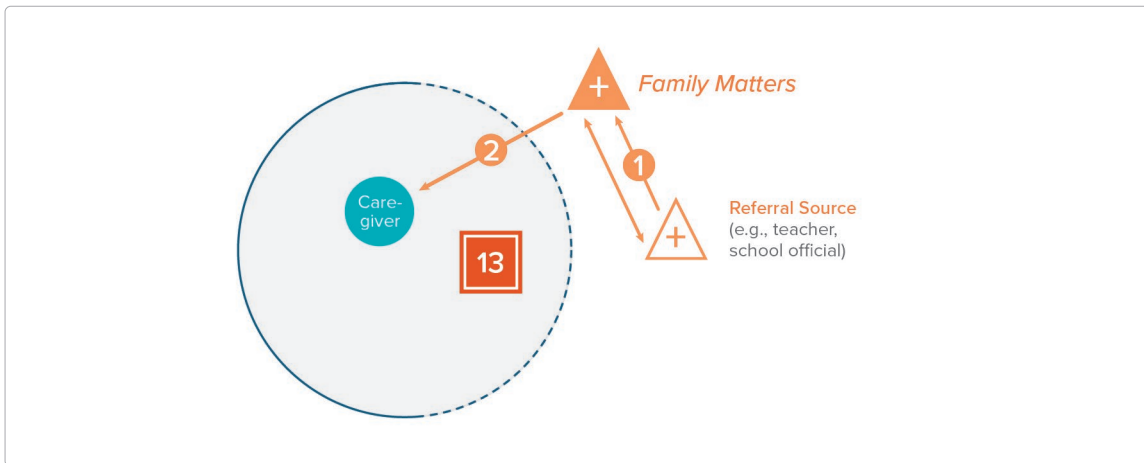 Family Matters
2
1
Care-
giver
Referral Source
(e.g., teacher,
school official)
13